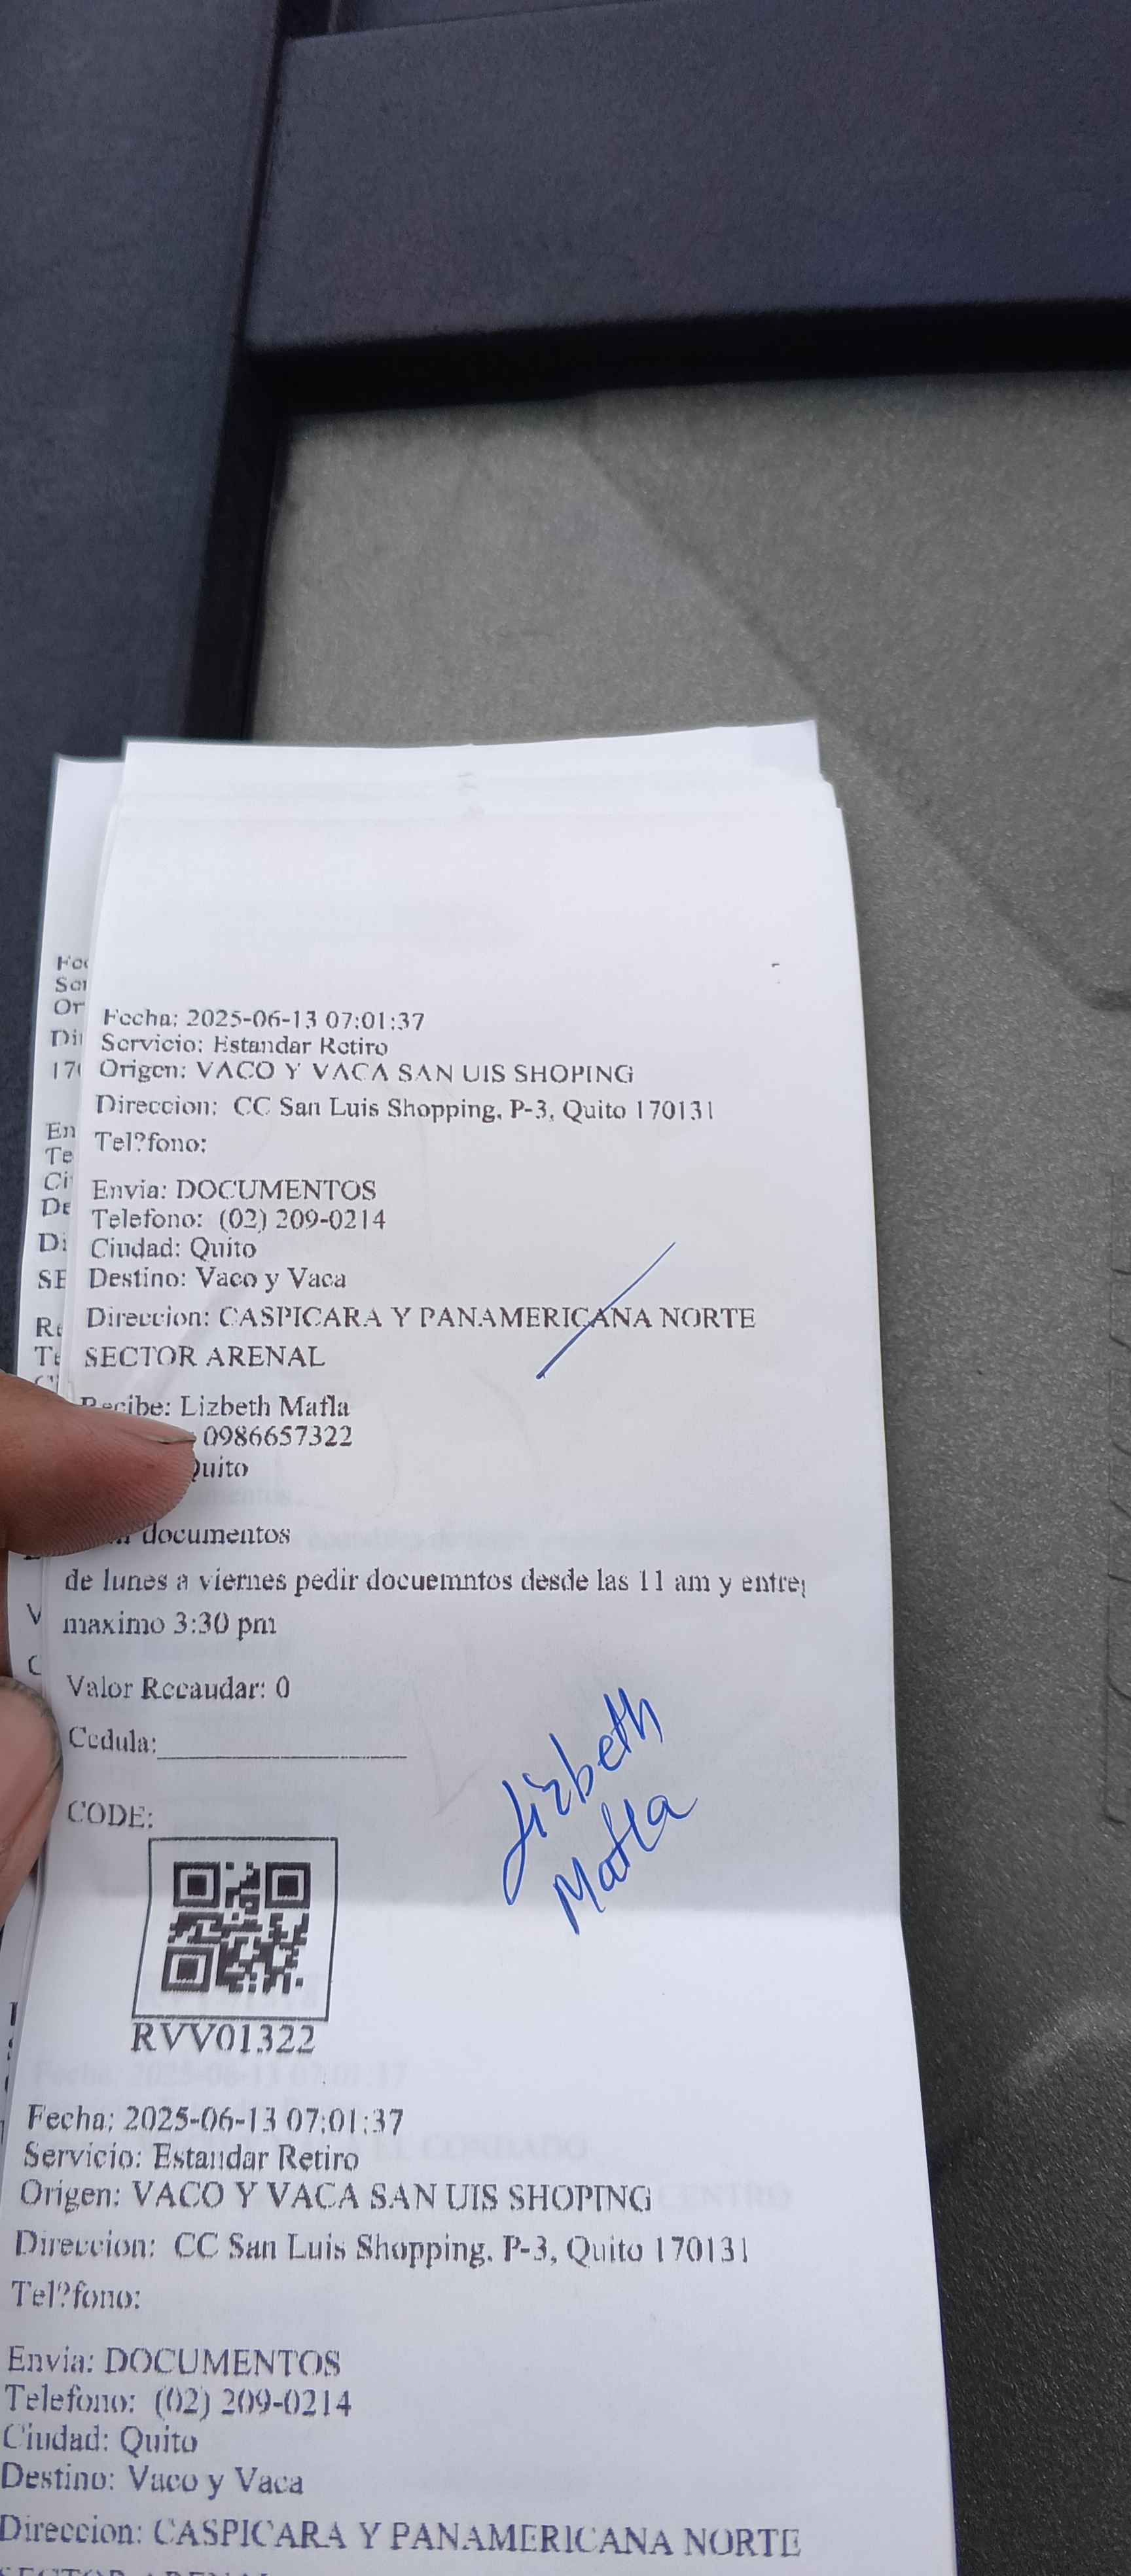 Fecha: 2025-06-13 07:01:37
Servicio: Estandar Retiro
Origen: VACO Y VACA SAN UIS SHOPING
Direccion: CC San Luis Shopping, P-3, Quito 170131
Tel?fono:
Envia: DOCUMENTOS
Telefono: (02) 209-0214
Ciudad: Quito
Destino: Vaco y Vaca
Direccion: CASPICARA Y PANAMERICANA NORTE
SECTOR ARENAL
Recibe: Lizbeth Mafla
0986657322
Quito
documentos
de lunes a viernes pedir docuemntos desde las 11 am y
maximo 3:30 pm
Valor Recaudar: 0
Cedula:
Lizbeth
Mafla
CODE:
RVV01322
Fecha: 2025-06-13 07:01:37
Servicio: Estandar Retiro
Origen: VACO Y VACA SAN UIS SHOPING
Direccion: CC San Luis Shopping, P-3, Quito 170131
Tel?fono:
Envia: DOCUMENTOS
Telefono: (02) 209-0214
Ciudad: Quito
Destino: Vaco y Vaca
Direccion: CASPICARA Y PANAMERICANA NORTE
SECTOR ARENAL